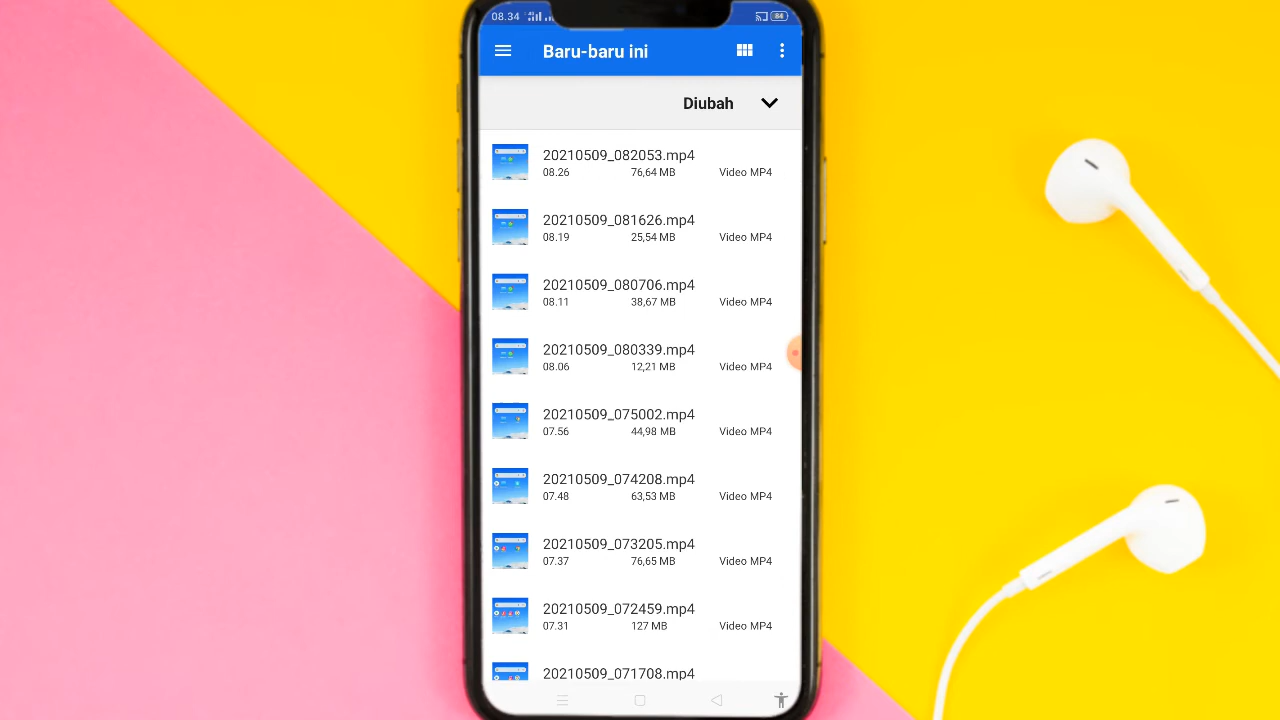 08.34 84
Baru-baru ini
Diubah
20210509_082053.mp4
08.26 76,64 MB Video MP4
20210509_081626.mp4
08.19 25,54 MB Video MP4
20210509_080706.mp4
08.11 38,67 MB Video MP4
20210509_080339.mp4
08.06 12,21 MB Video MP4
20210509_075002.mp4
07.56 44,98 MB Video MP4
20210509_074208.mp4
07.48 63,53 MB Video MP4
20210509_073205.mp4
07.37 76,65 MB Video MP4
20210509_072459.mp4
07.31 127 MB Video MP4
20210509_071708.mp4